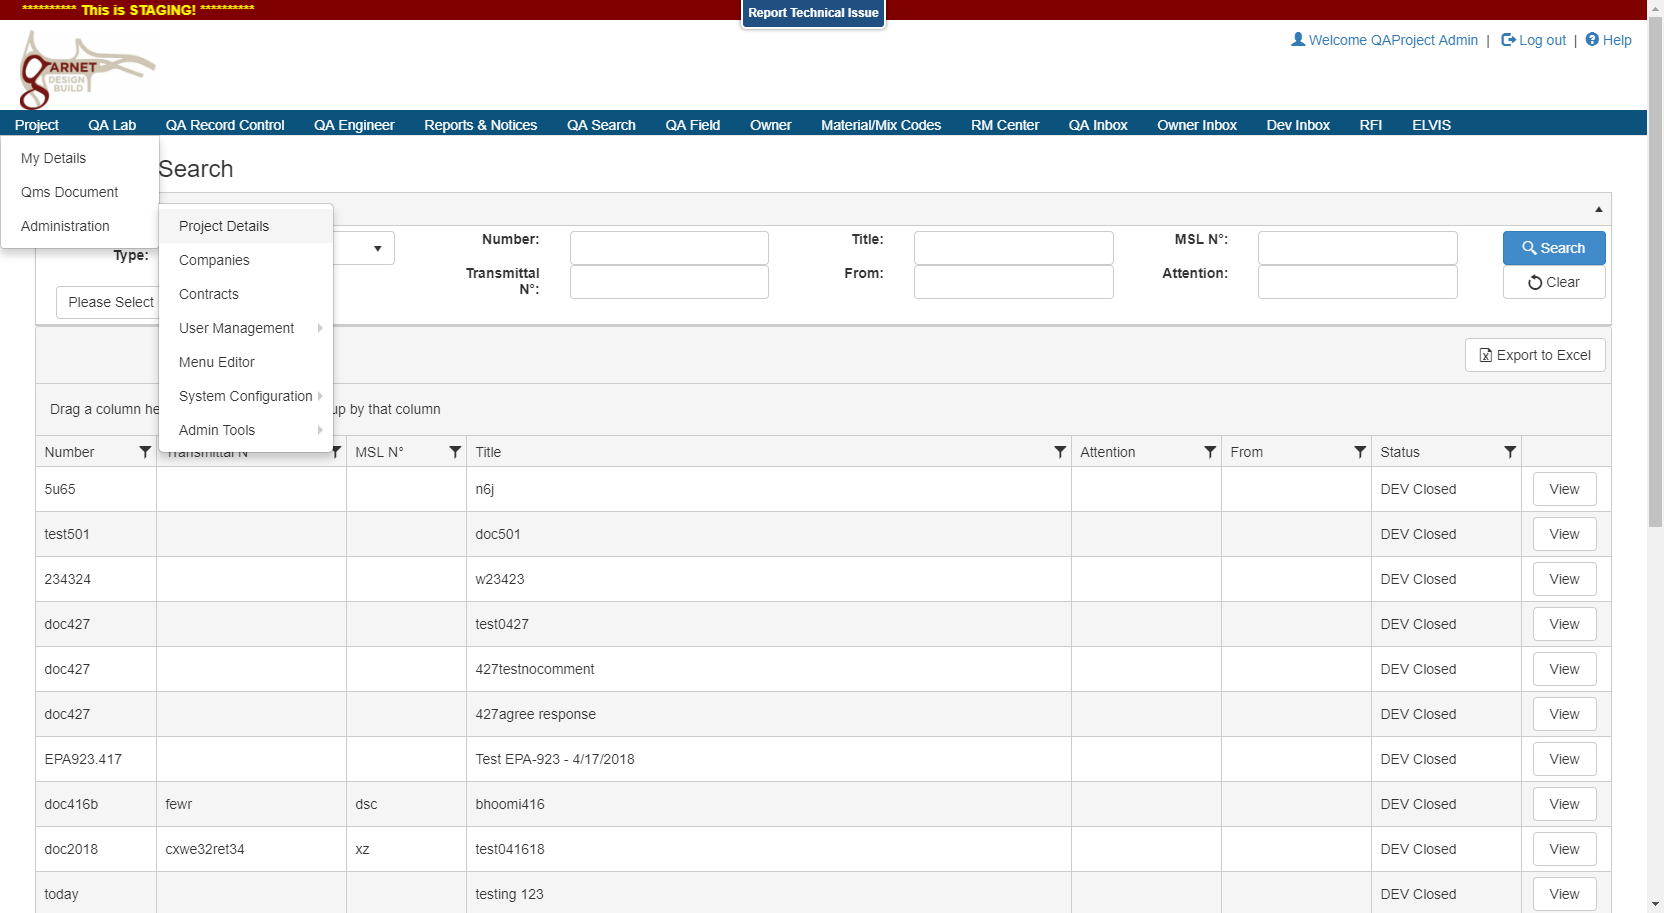 ********** This is STAGING! **********
Report Technical Issue
Welcome QAProject Admin | Log out | Help
gARNET
DESIGN
BUILD
Project QA Lab QA Record Control QA Engineer Reports & Notices QA Search QA Field Owner Material/Mix Codes RM Center QA Inbox Owner Inbox Dev Inbox RFI ELVIS
My Details
Qms Document
Administration
Search
Project Details
Companies
Contracts
User Management
Menu Editor
System Configuration
Admin Tools
Type:
Number: Title: MSL N°: Search
Transmittal N°: From: Attention: Clear
Please Select
Export to Excel
Drag a column he up by that column
Number MSL N° Title Attention From Status
5u65 n6j DEV Closed View
test501 doc501 DEV Closed View
234324 w23423 DEV Closed View
doc427 test0427 DEV Closed View
doc427 427testnocomment DEV Closed View
doc427 427agree response DEV Closed View
EPA923.417 Test EPA-923 - 4/17/2018 DEV Closed View
doc416b fewr dsc bhoomi416 DEV Closed View
doc2018 cxwe32ret34 xz test041618 DEV Closed View
today testing 123 DEV Closed View